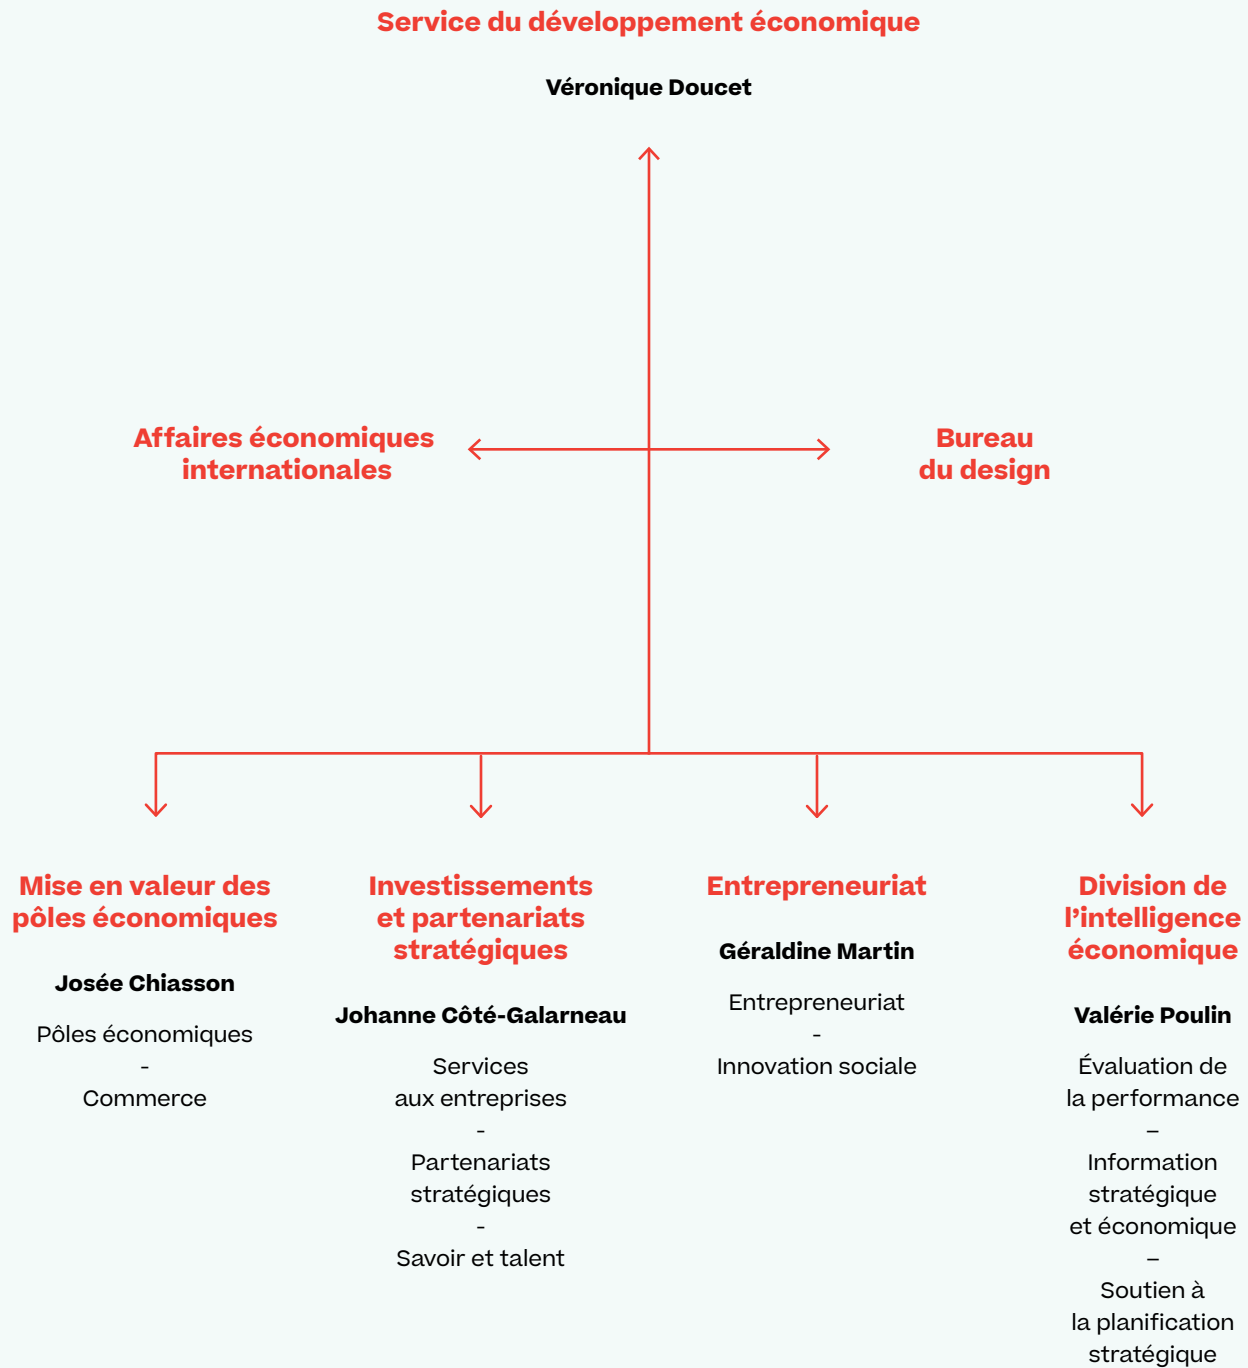 Service du développement économique
Véronique Doucet
Affaires économiques
internationales
Bureau
du design
Mise en valeur des
pôles économiques
Josée Chiasson
Pôles économiques
-
Commerce
Investissements
et partenariats
stratégiques
Johanne Côté-Galarneau
Services
aux entreprises
-
Partenariats
stratégiques
-
Savoir et talent
Entrepreneuriat
Géraldine Martin
Entrepreneuriat
-
Innovation sociale
Division de
l’intelligence
économique
Valérie Poulin
Évaluation de
la performance
–
Information
stratégique
et économique
–
Soutien à
la planification
stratégique